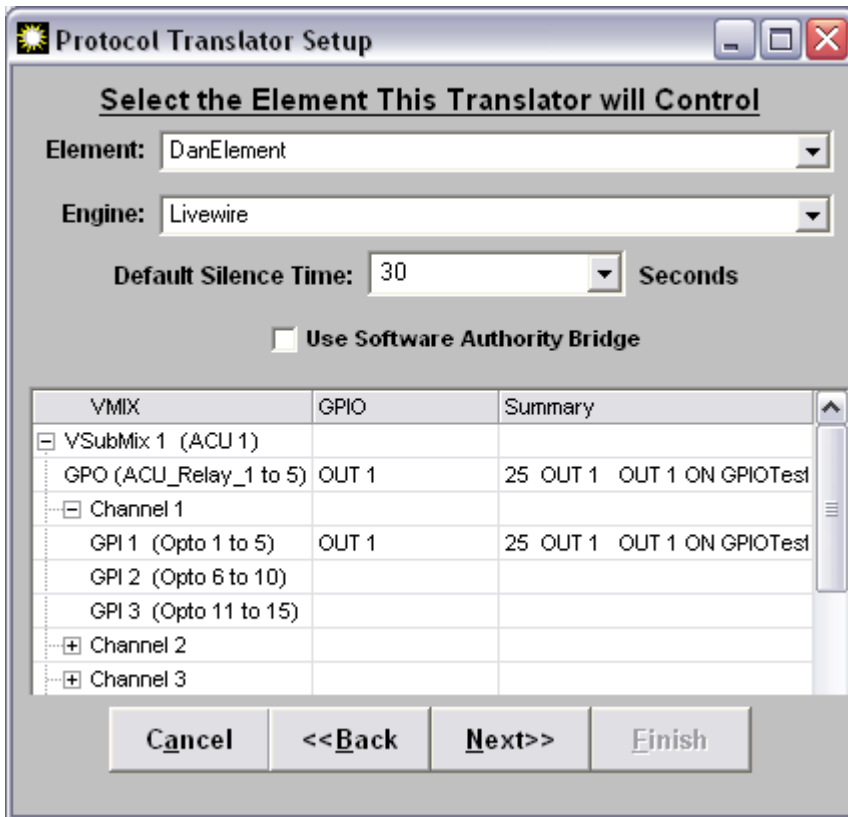 Protocol Translator Setup
Select the Element This Translator will Control
Element: DanElement
Engine: Livewire
Default Silence Time: 30 Seconds
Use Software Authority Bridge
VMIX GPIO Summary
VSubMix 1 (ACU 1)
GPO (ACU_Relay_1 to 5) OUT 1 25 OUT 1 OUT 1 ON GPIOTest
Channel 1
GPI 1 (Opto 1 to 5) OUT 1 25 OUT 1 OUT 1 ON GPIOTest
GPI 2 (Opto 6 to 10)
GPI 3 (Opto 11 to 15)
Channel 2
Channel 3
Cancel <<Back Next>> Finish